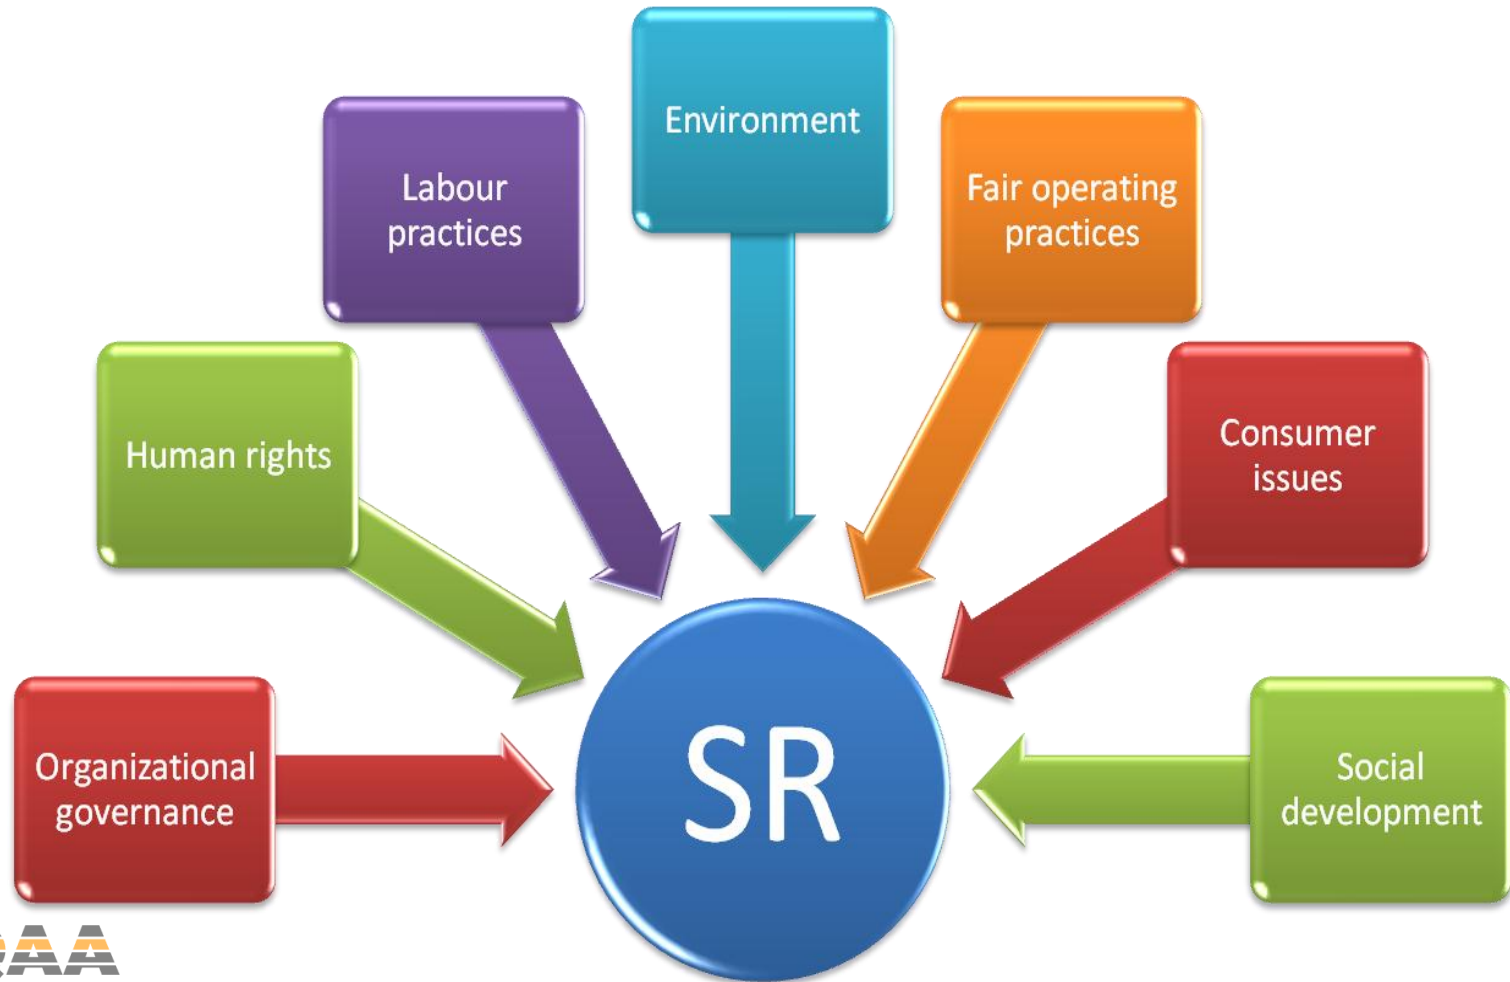 Environment
Labour
practices
Fair operating
practices
Human rights
Consumer
issues
Organizational
governance
Social
development
SR